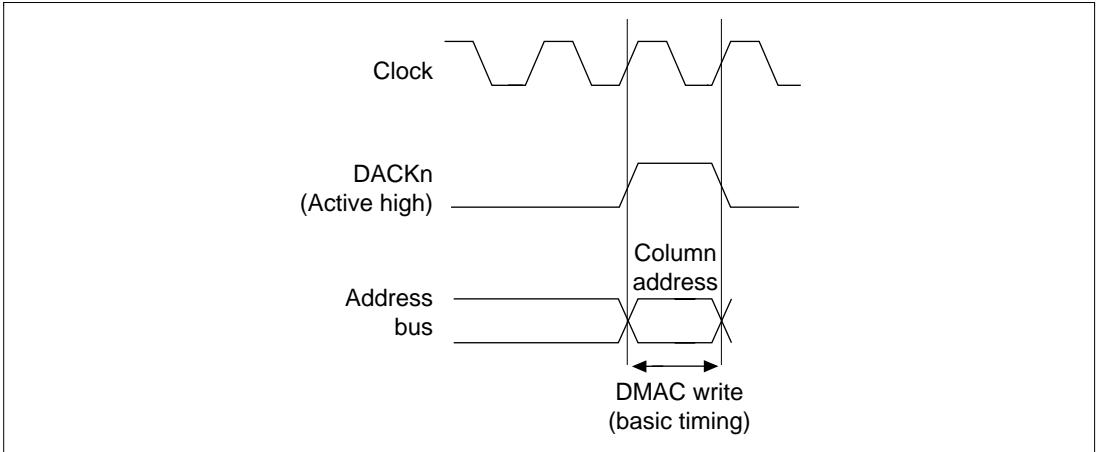 Clock
DACKn
(Active high)
Column
address
Address
bus
DMAC write
(basic timing)